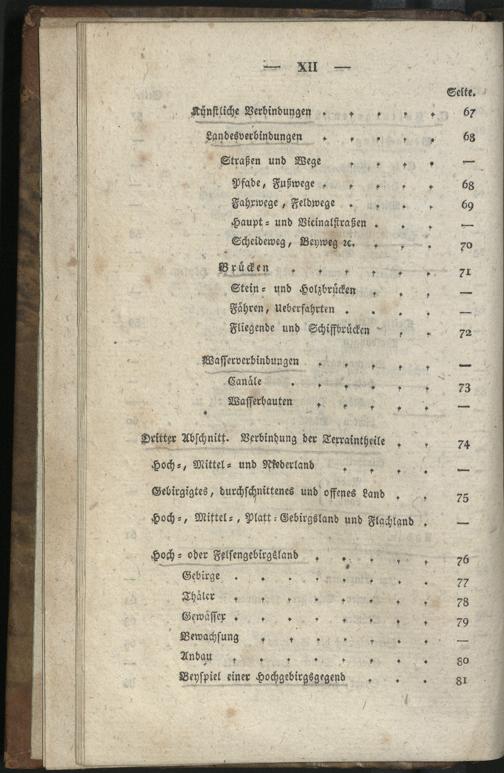 — XII —
Seite.
Künstliche Verbindungen . . . . . . 67
Landesverbindungen . . . . . 68
Straßen und Wege . . . . —
Pfade, Fußwege . . . . . . 68
Fahrwege, Feldwege . . . . . 69
Haupt- und Vicinalstraßen . . . . —
Scheideweg, Beyweg ꝛc. . . . . 70
Brücken . . . . . . . 71
Stein- und Holzbrücken . . . . —
Fähren, Ueberfahrten . . . . . —
Fliegende und Schiffbrücken . . . 72
Wasserverbindungen . . . . . —
Canäle . . . . . . 73
Wasserbauten . . . . . —
Dritter Abschnitt. Verbindung der Terraintheile . . 74
Hoch-, Mittel- und Niederland . . . . —
Gebirgigtes, durchschnittenes und offenes Land . . 75
Hoch-, Mittel-, Platt-Gebirgsland und Flachland . —
Hoch- oder Felsengebirgsland . . . . . 76
Gebirge . . . . . . . . 77
Thäler . . . . . . . . 78
Gewässer . . . . . . . . 79
Bewachsung . . . . . . . —
Anbau . . . . . . . . 80
Beyspiel einer Hochgebirgsgegend . . . 81